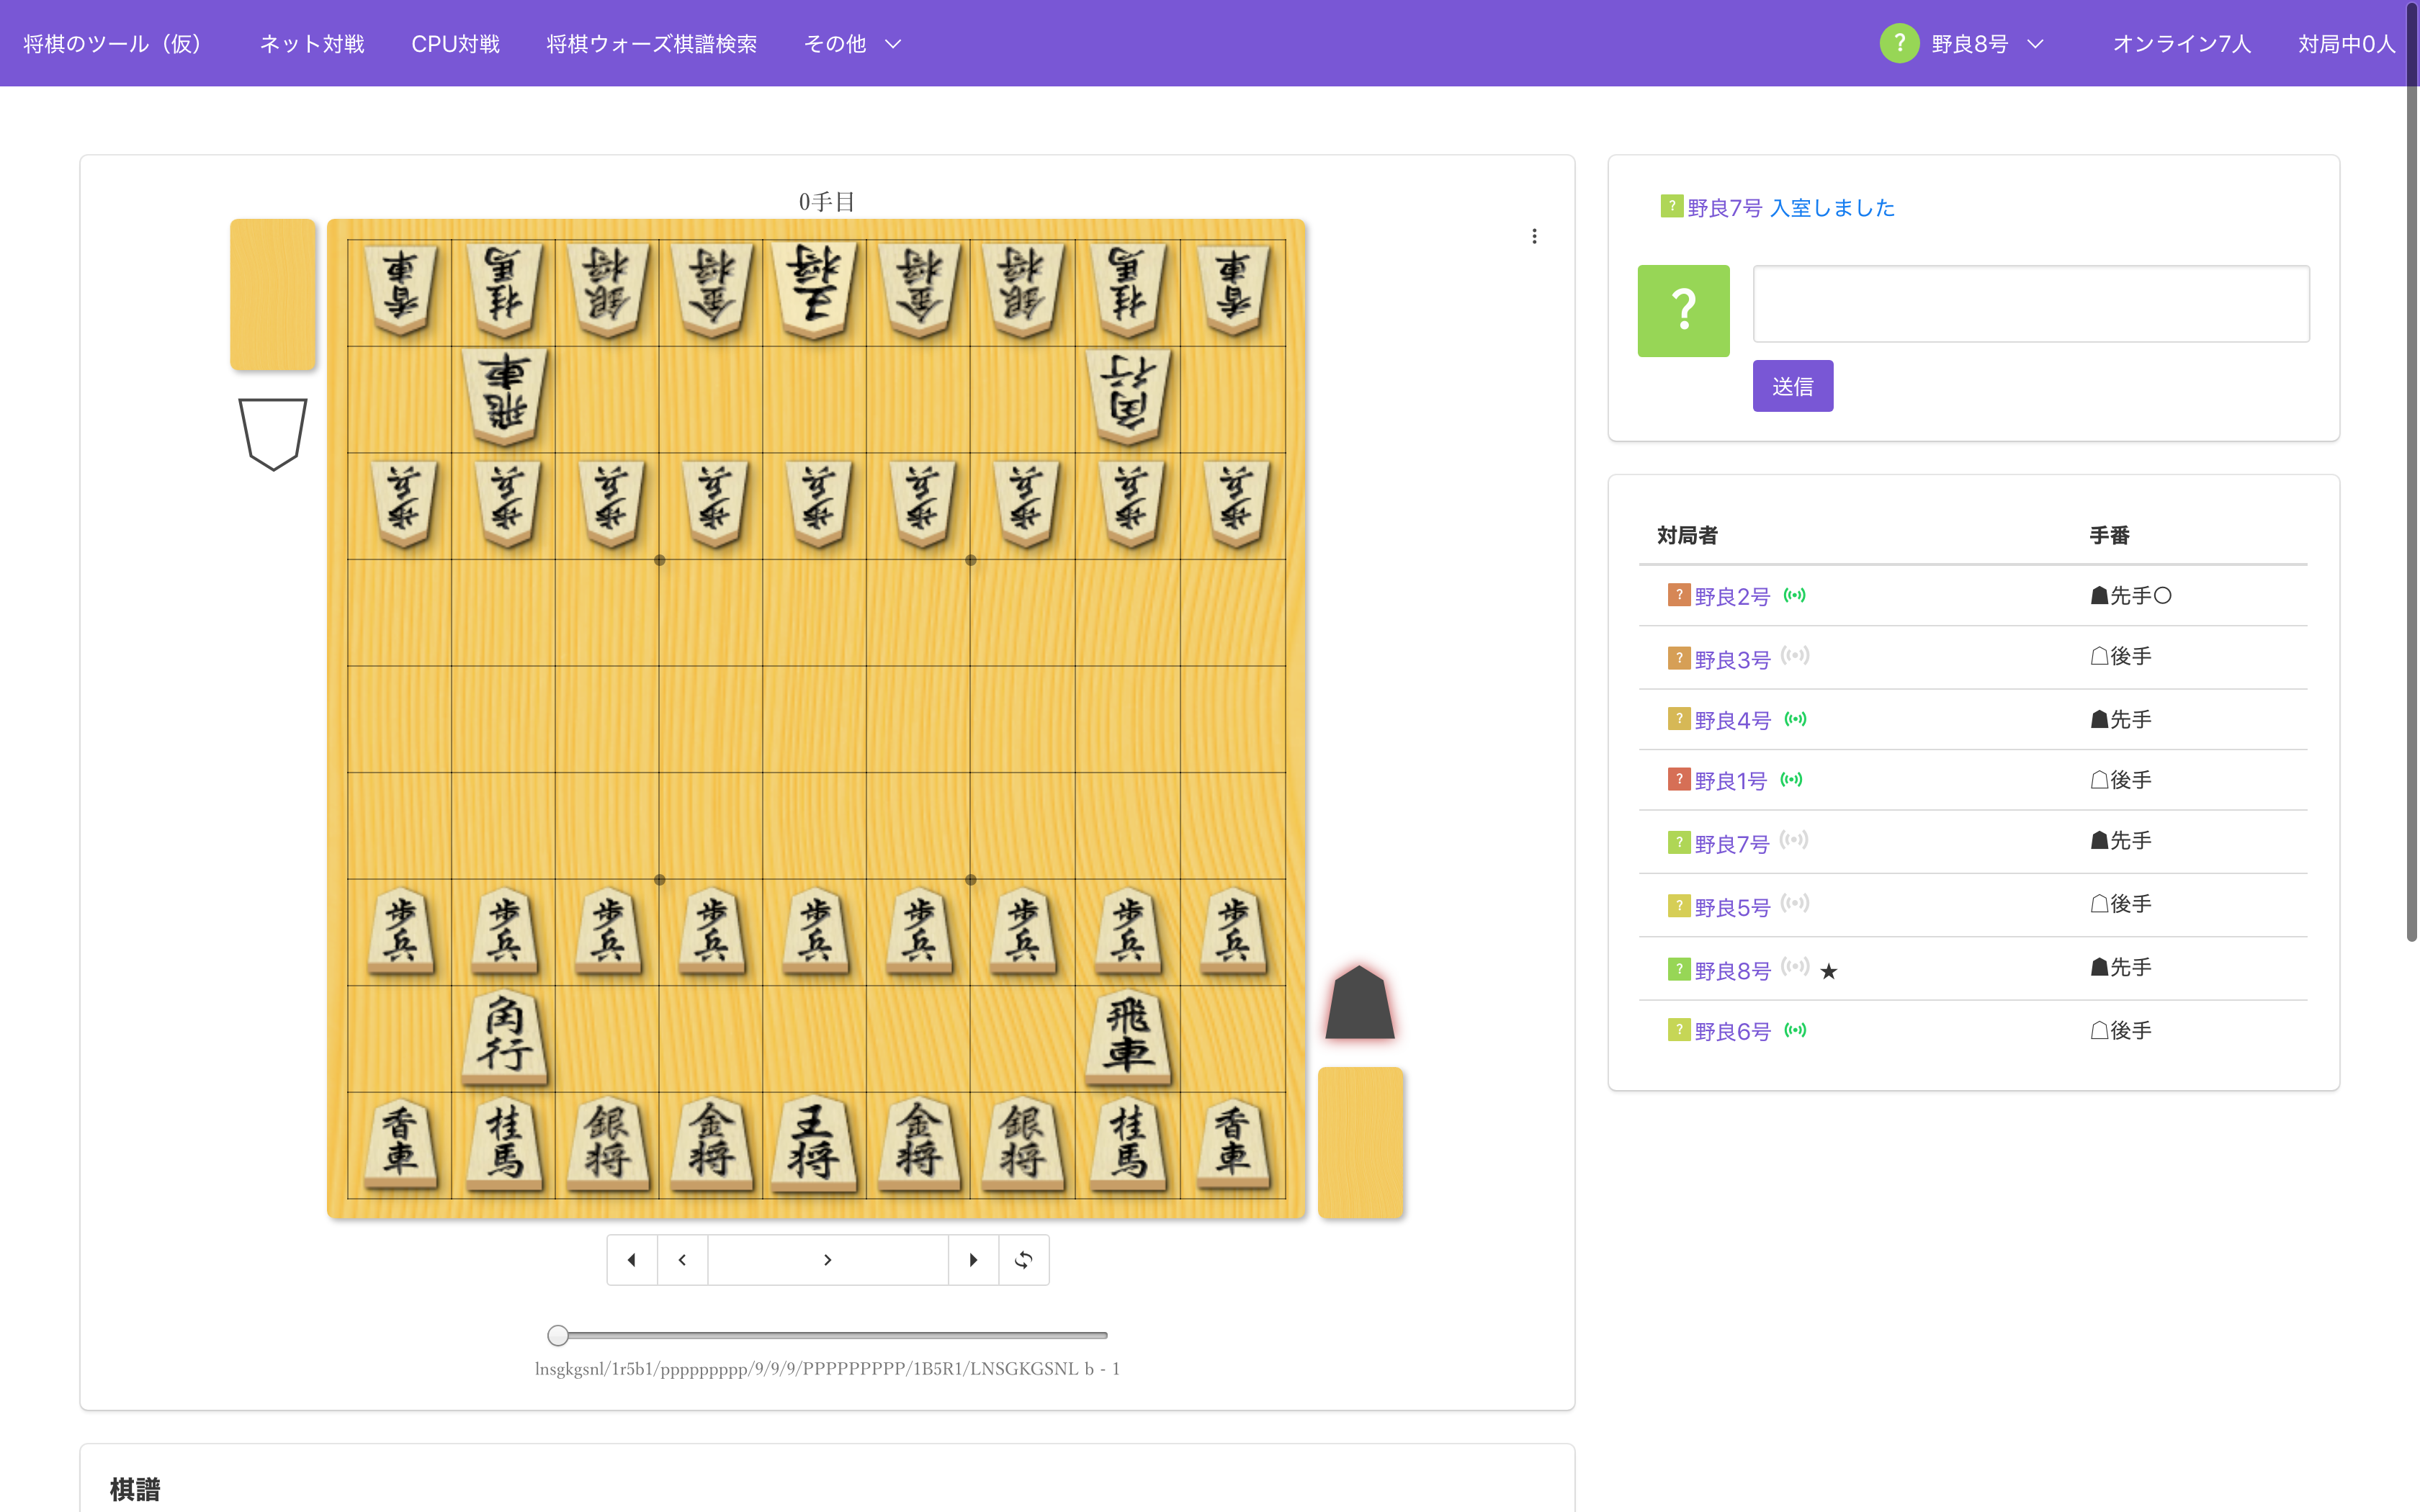 将棋のツール（仮） ネット対戦 CPU対戦 将棋ウォーズ棋譜検索 その他 ? 野良8号 オンライン7人 対局中0人
0手目
香車 桂馬 銀将 金将 王将 金将 銀将 桂馬 香車
飛車 角行
歩兵 歩兵 歩兵 歩兵 歩兵 歩兵 歩兵 歩兵 歩兵
歩兵 歩兵 歩兵 歩兵 歩兵 歩兵 歩兵 歩兵 歩兵
角行 飛車
香車 桂馬 銀将 金将 王将 金将 銀将 桂馬 香車
lnsgkgsnl/1r5b1/ppppppppp/9/9/9/PPPPPPPPP/1B5R1/LNSGKGSNL b - 1
棋譜
? 野良7号 入室しました
?
送信
対局者 手番
? 野良2号 ☗先手○
? 野良3号 ☖後手
? 野良4号 ☗先手
? 野良1号 ☖後手
? 野良7号 ☗先手
? 野良5号 ☖後手
? 野良8号 ★ ☗先手
? 野良6号 ☖後手